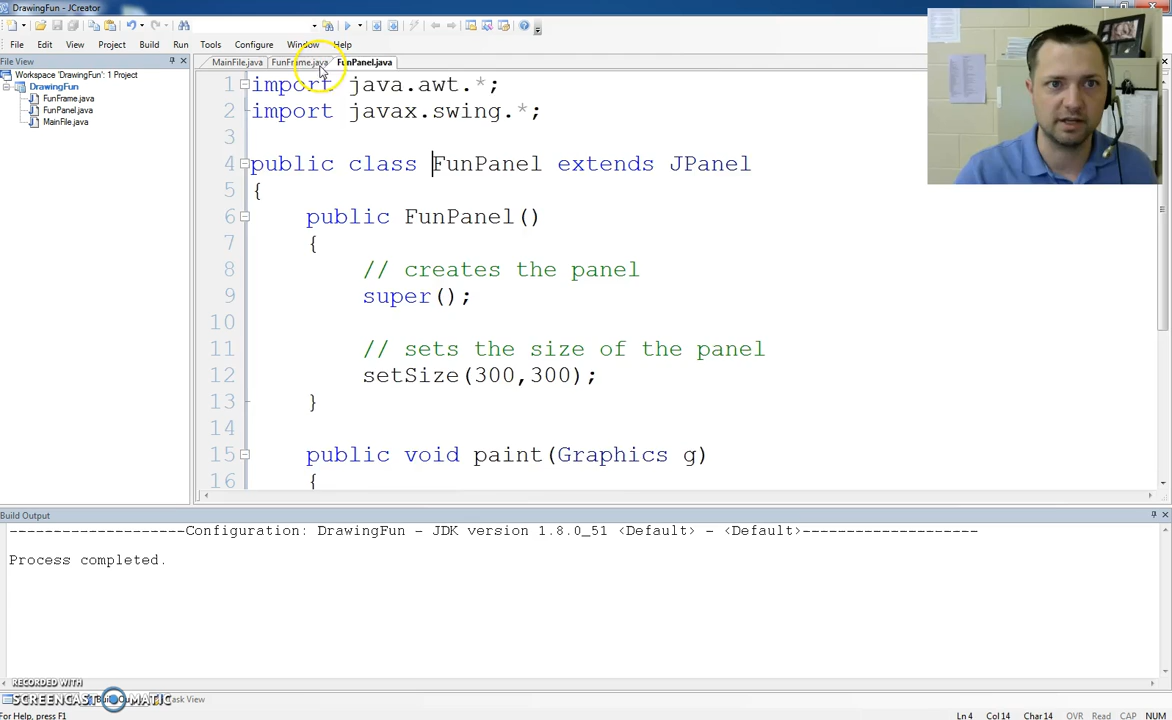 DrawingFun - JCreator
File Edit View Project Build Run Tools Configure Window Help
File View
MainFile.java FunFrame.java FunPanel.java
Workspace 'DrawingFun': 1 Project
DrawingFun
FunFrame.java
FunPanel.java
MainFile.java
1 import java.awt.*;
2 import javax.swing.*;
3
4 public class FunPanel extends JPanel
5 {
6 public FunPanel()
7 {
8 // creates the panel
9 super();
10
11 // sets the size of the panel
12 setSize(300,300);
13 }
14
15 public void paint(Graphics g)
16 {
Build Output
--------------------Configuration: DrawingFun - JDK version 1.8.0_51 <Default> - <Default>--------------------
Process completed.
RECORDED WITH
SCREENCAST-O-MATIC
Task View
For Help, press F1
Ln 4 Col 14 Char 14 OVR Read CAP NUM